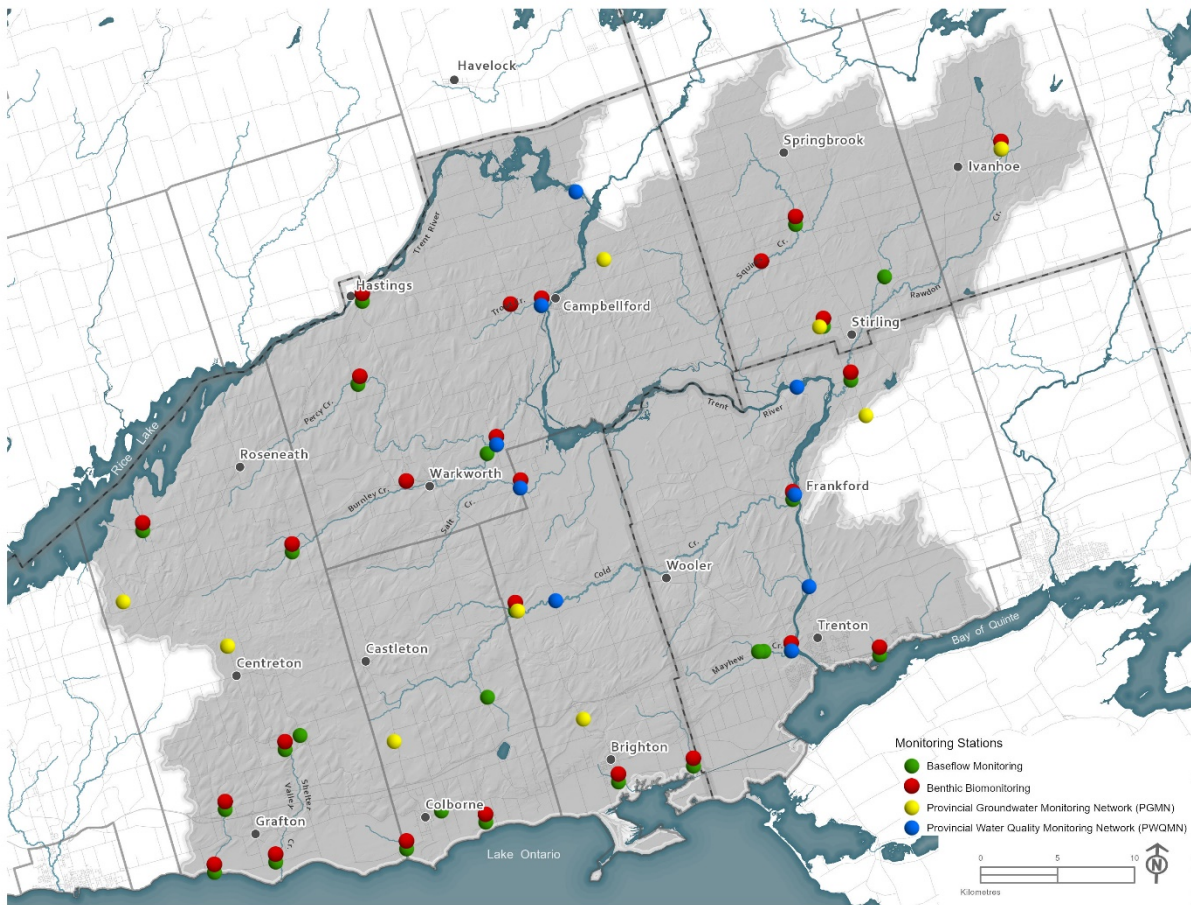 Havelock
Springbrook
Ivanhoe
Trent River
Cr.
Squire Cr.
Hastings
Trout Cr.
Campbellford
Rawdon
Stirling
Percy Cr.
Trent River
Rice Lake
Roseneath
Warkworth
Burnley Cr.
Salt Cr.
Frankford
Cold Cr.
Wooler
Trenton
Bay of Quinte
Mayhew Cr.
Centreton
Castleton
Shelter
Valley
Cr.
Brighton
Colborne
Grafton
Lake Ontario
Monitoring Stations
Baseflow Monitoring
Benthic Biomonitoring
Provincial Groundwater Monitoring Network (PGMN)
Provincial Water Quality Monitoring Network (PWQMN)
0 5 10
Kilometres
N